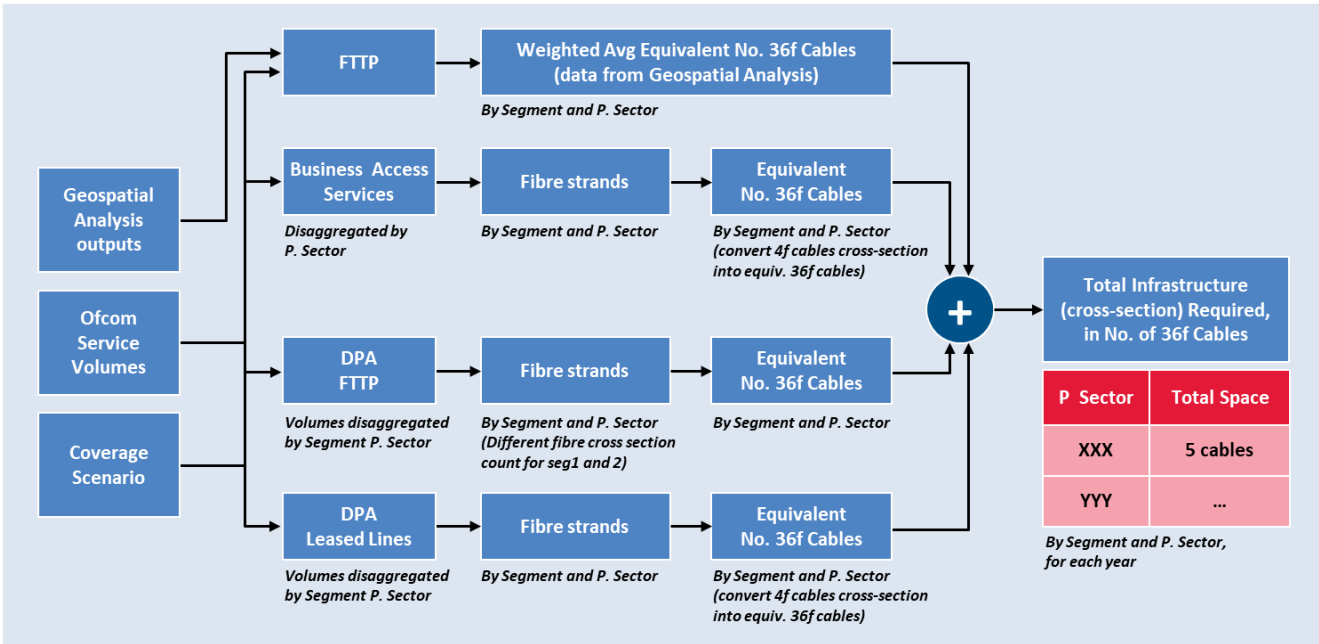 Geospatial
Analysis
outputs
Ofcom
Service
Volumes
Coverage
Scenario
FTTP
Weighted Avg Equivalent No. 36f Cables
(data from Geospatial Analysis)
By Segment and P. Sector
Business Access
Services
Disaggregated by
P. Sector
Fibre strands
By Segment and P. Sector
Equivalent
No. 36f Cables
By Segment and P. Sector
(convert 4f cables cross-section
into equiv. 36f cables)
DPA
FTTP
Volumes disaggregated
by Segment P. Sector
Fibre strands
By Segment and P. Sector
(Different fibre cross section
count for seg1 and 2)
Equivalent
No. 36f Cables
By Segment and P. Sector
DPA
Leased Lines
Volumes disaggregated
by Segment P. Sector
Fibre strands
By Segment and P. Sector
Equivalent
No. 36f Cables
By Segment and P. Sector
(convert 4f cables cross-section
into equiv. 36f cables)
+
Total Infrastructure
(cross-section) Required,
in No. of 36f Cables
P Sector Total Space
XXX 5 cables
YYY ...
By Segment and P. Sector,
for each year